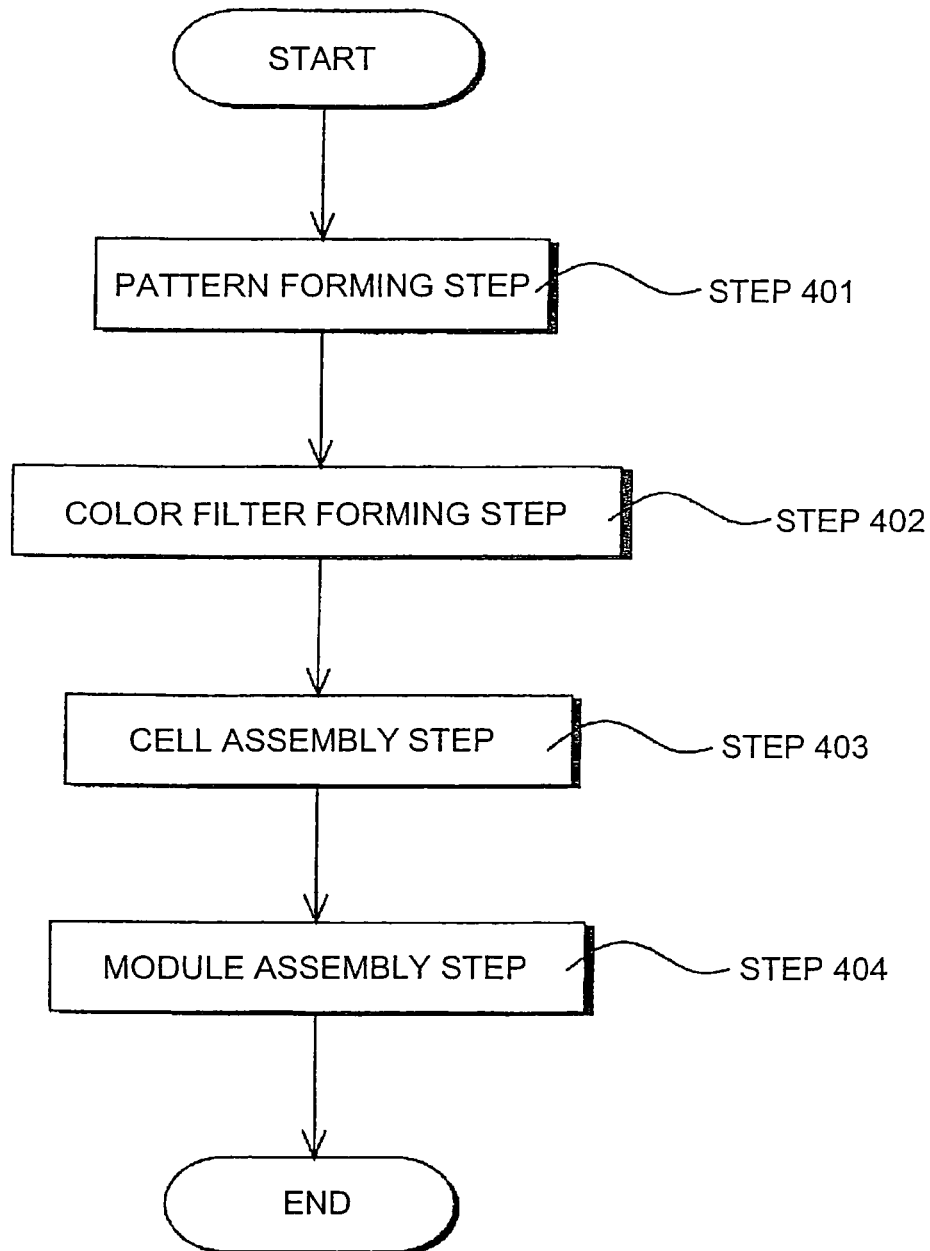 START
PATTERN FORMING STEP
STEP 401
COLOR FILTER FORMING STEP
STEP 402
CELL ASSEMBLY STEP
STEP 403
MODULE ASSEMBLY STEP
STEP 404
END